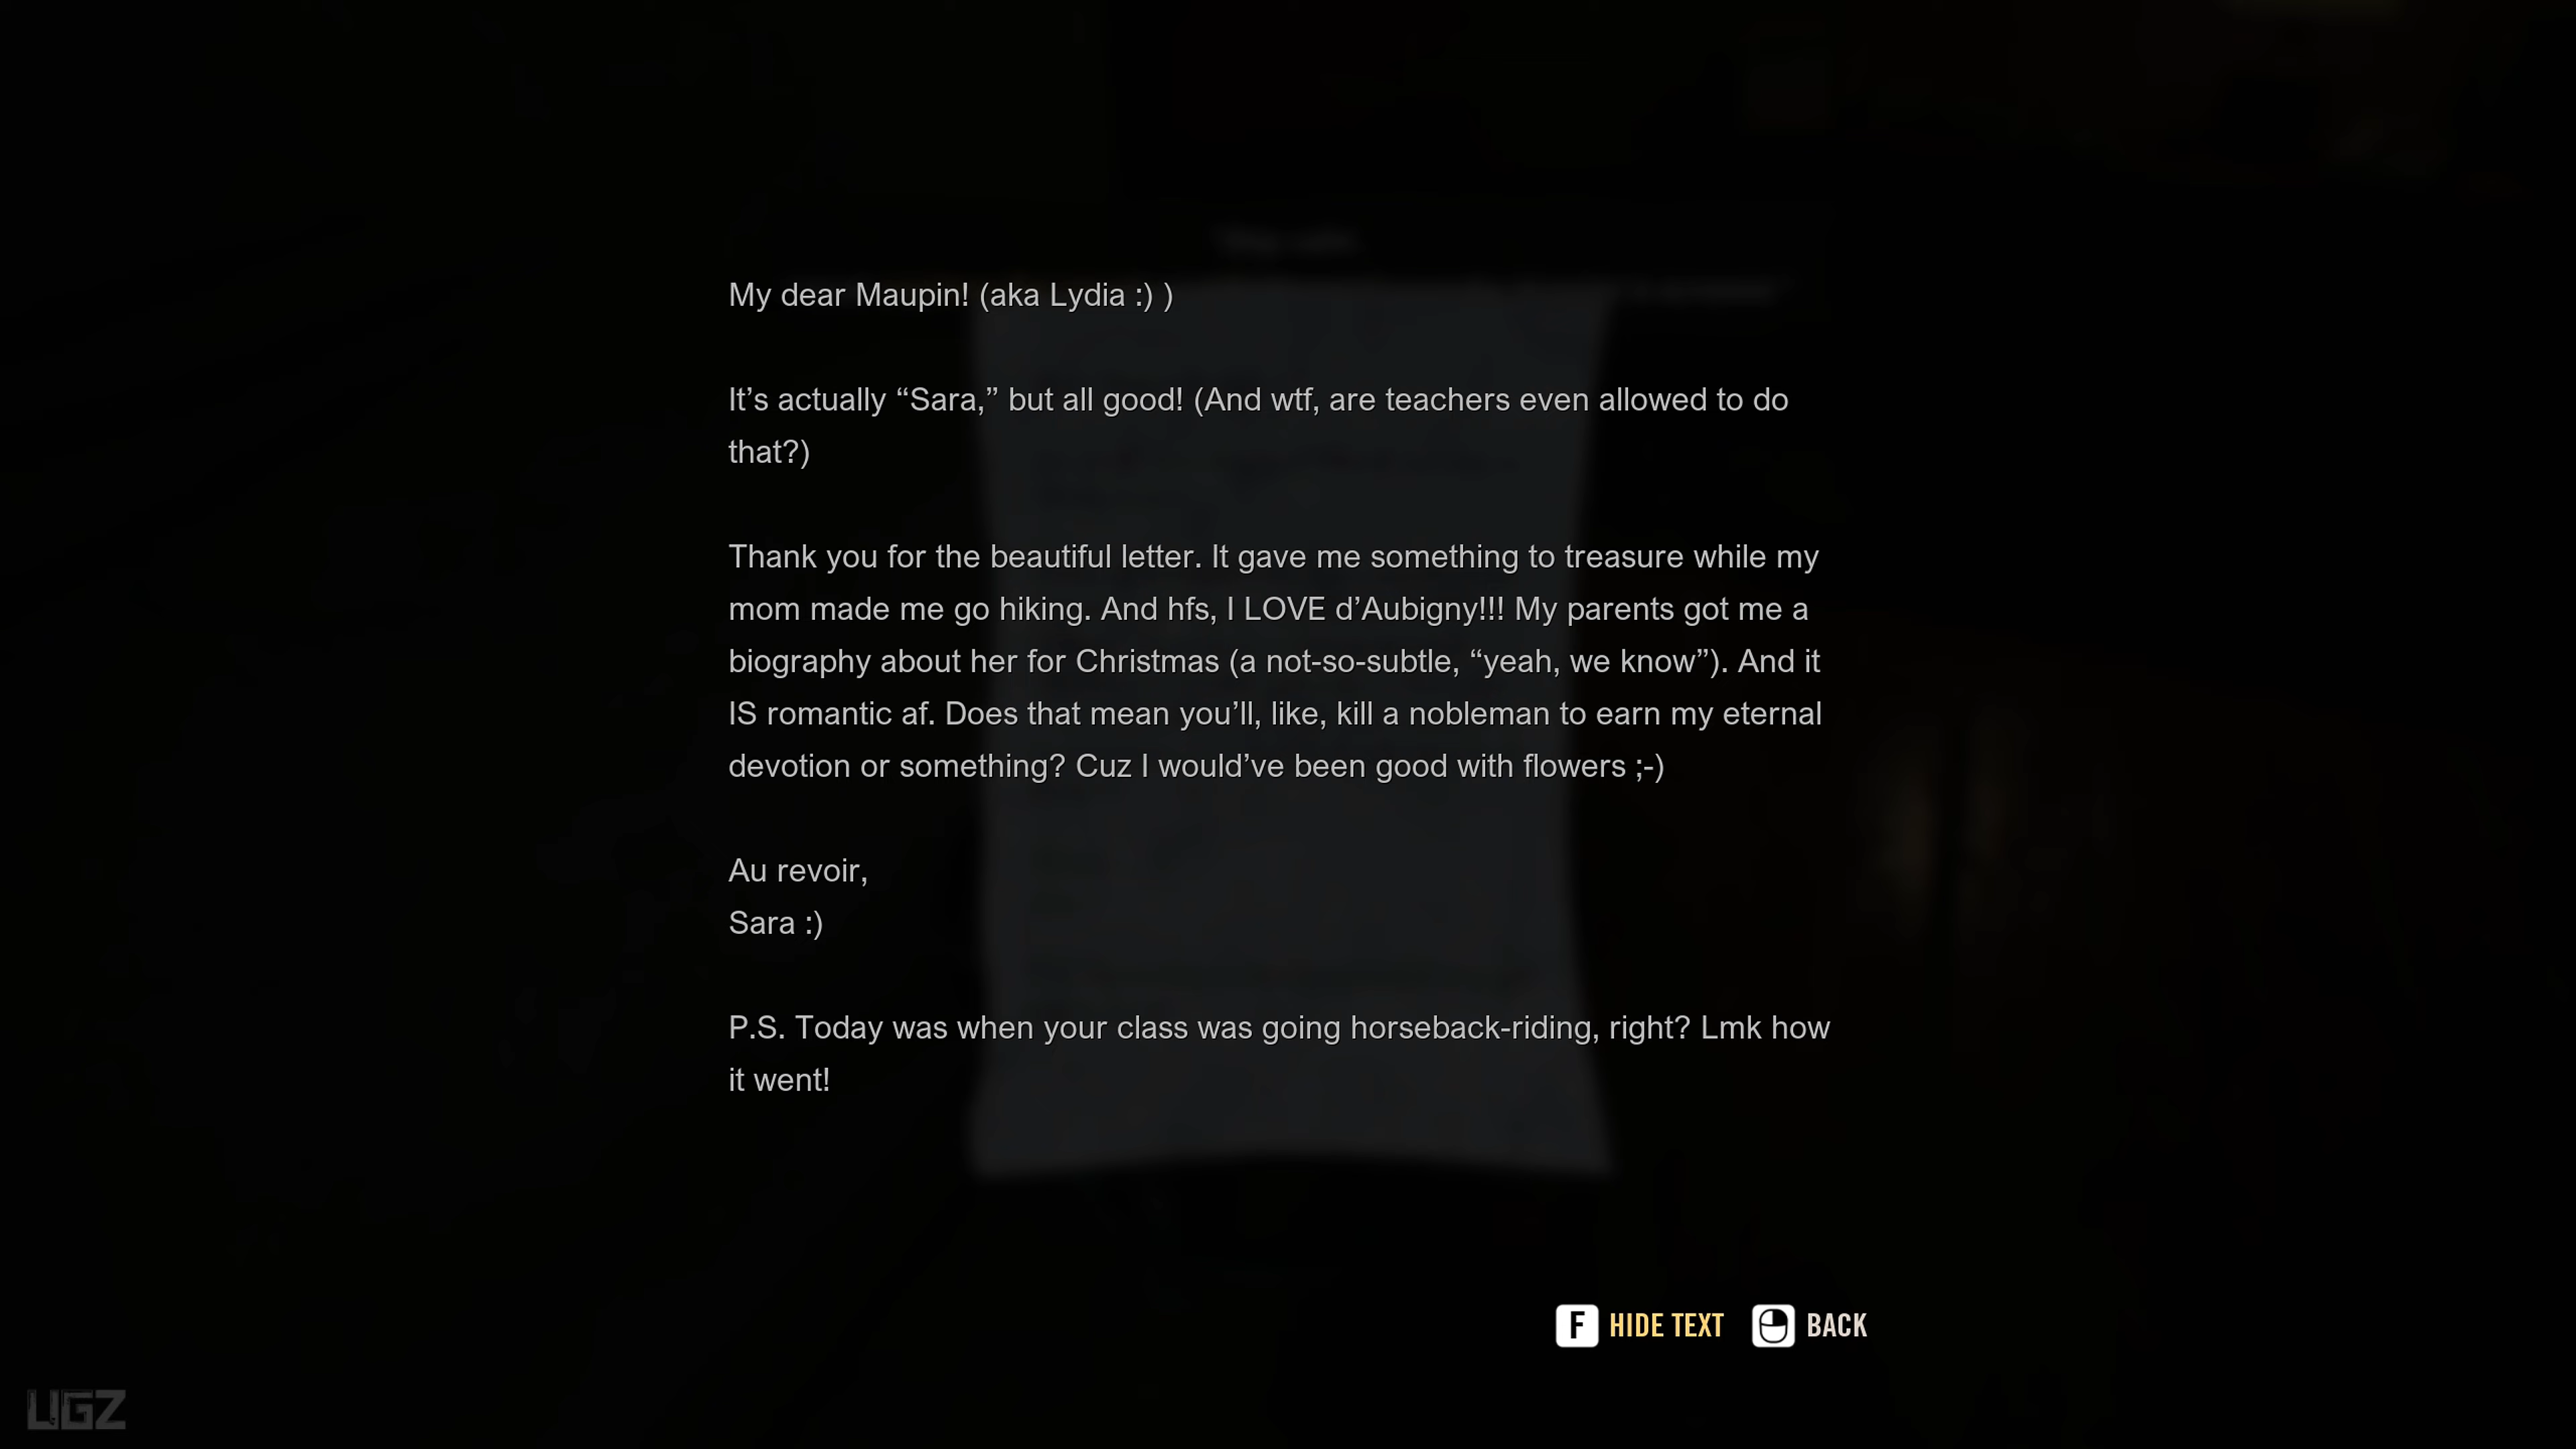 My dear Maupin! (aka Lydia :) )
It’s actually “Sara,” but all good! (And wtf, are teachers even allowed to do
that?)
Thank you for the beautiful letter. It gave me something to treasure while my
mom made me go hiking. And hfs, I LOVE d’Aubigny!!! My parents got me a
biography about her for Christmas (a not-so-subtle, “yeah, we know”). And it
IS romantic af. Does that mean you’ll, like, kill a nobleman to earn my eternal
devotion or something? Cuz I would’ve been good with flowers ;-)
Au revoir,
Sara :)
P.S. Today was when your class was going horseback-riding, right? Lmk how
it went!
F HIDE TEXT BACK
UGZ